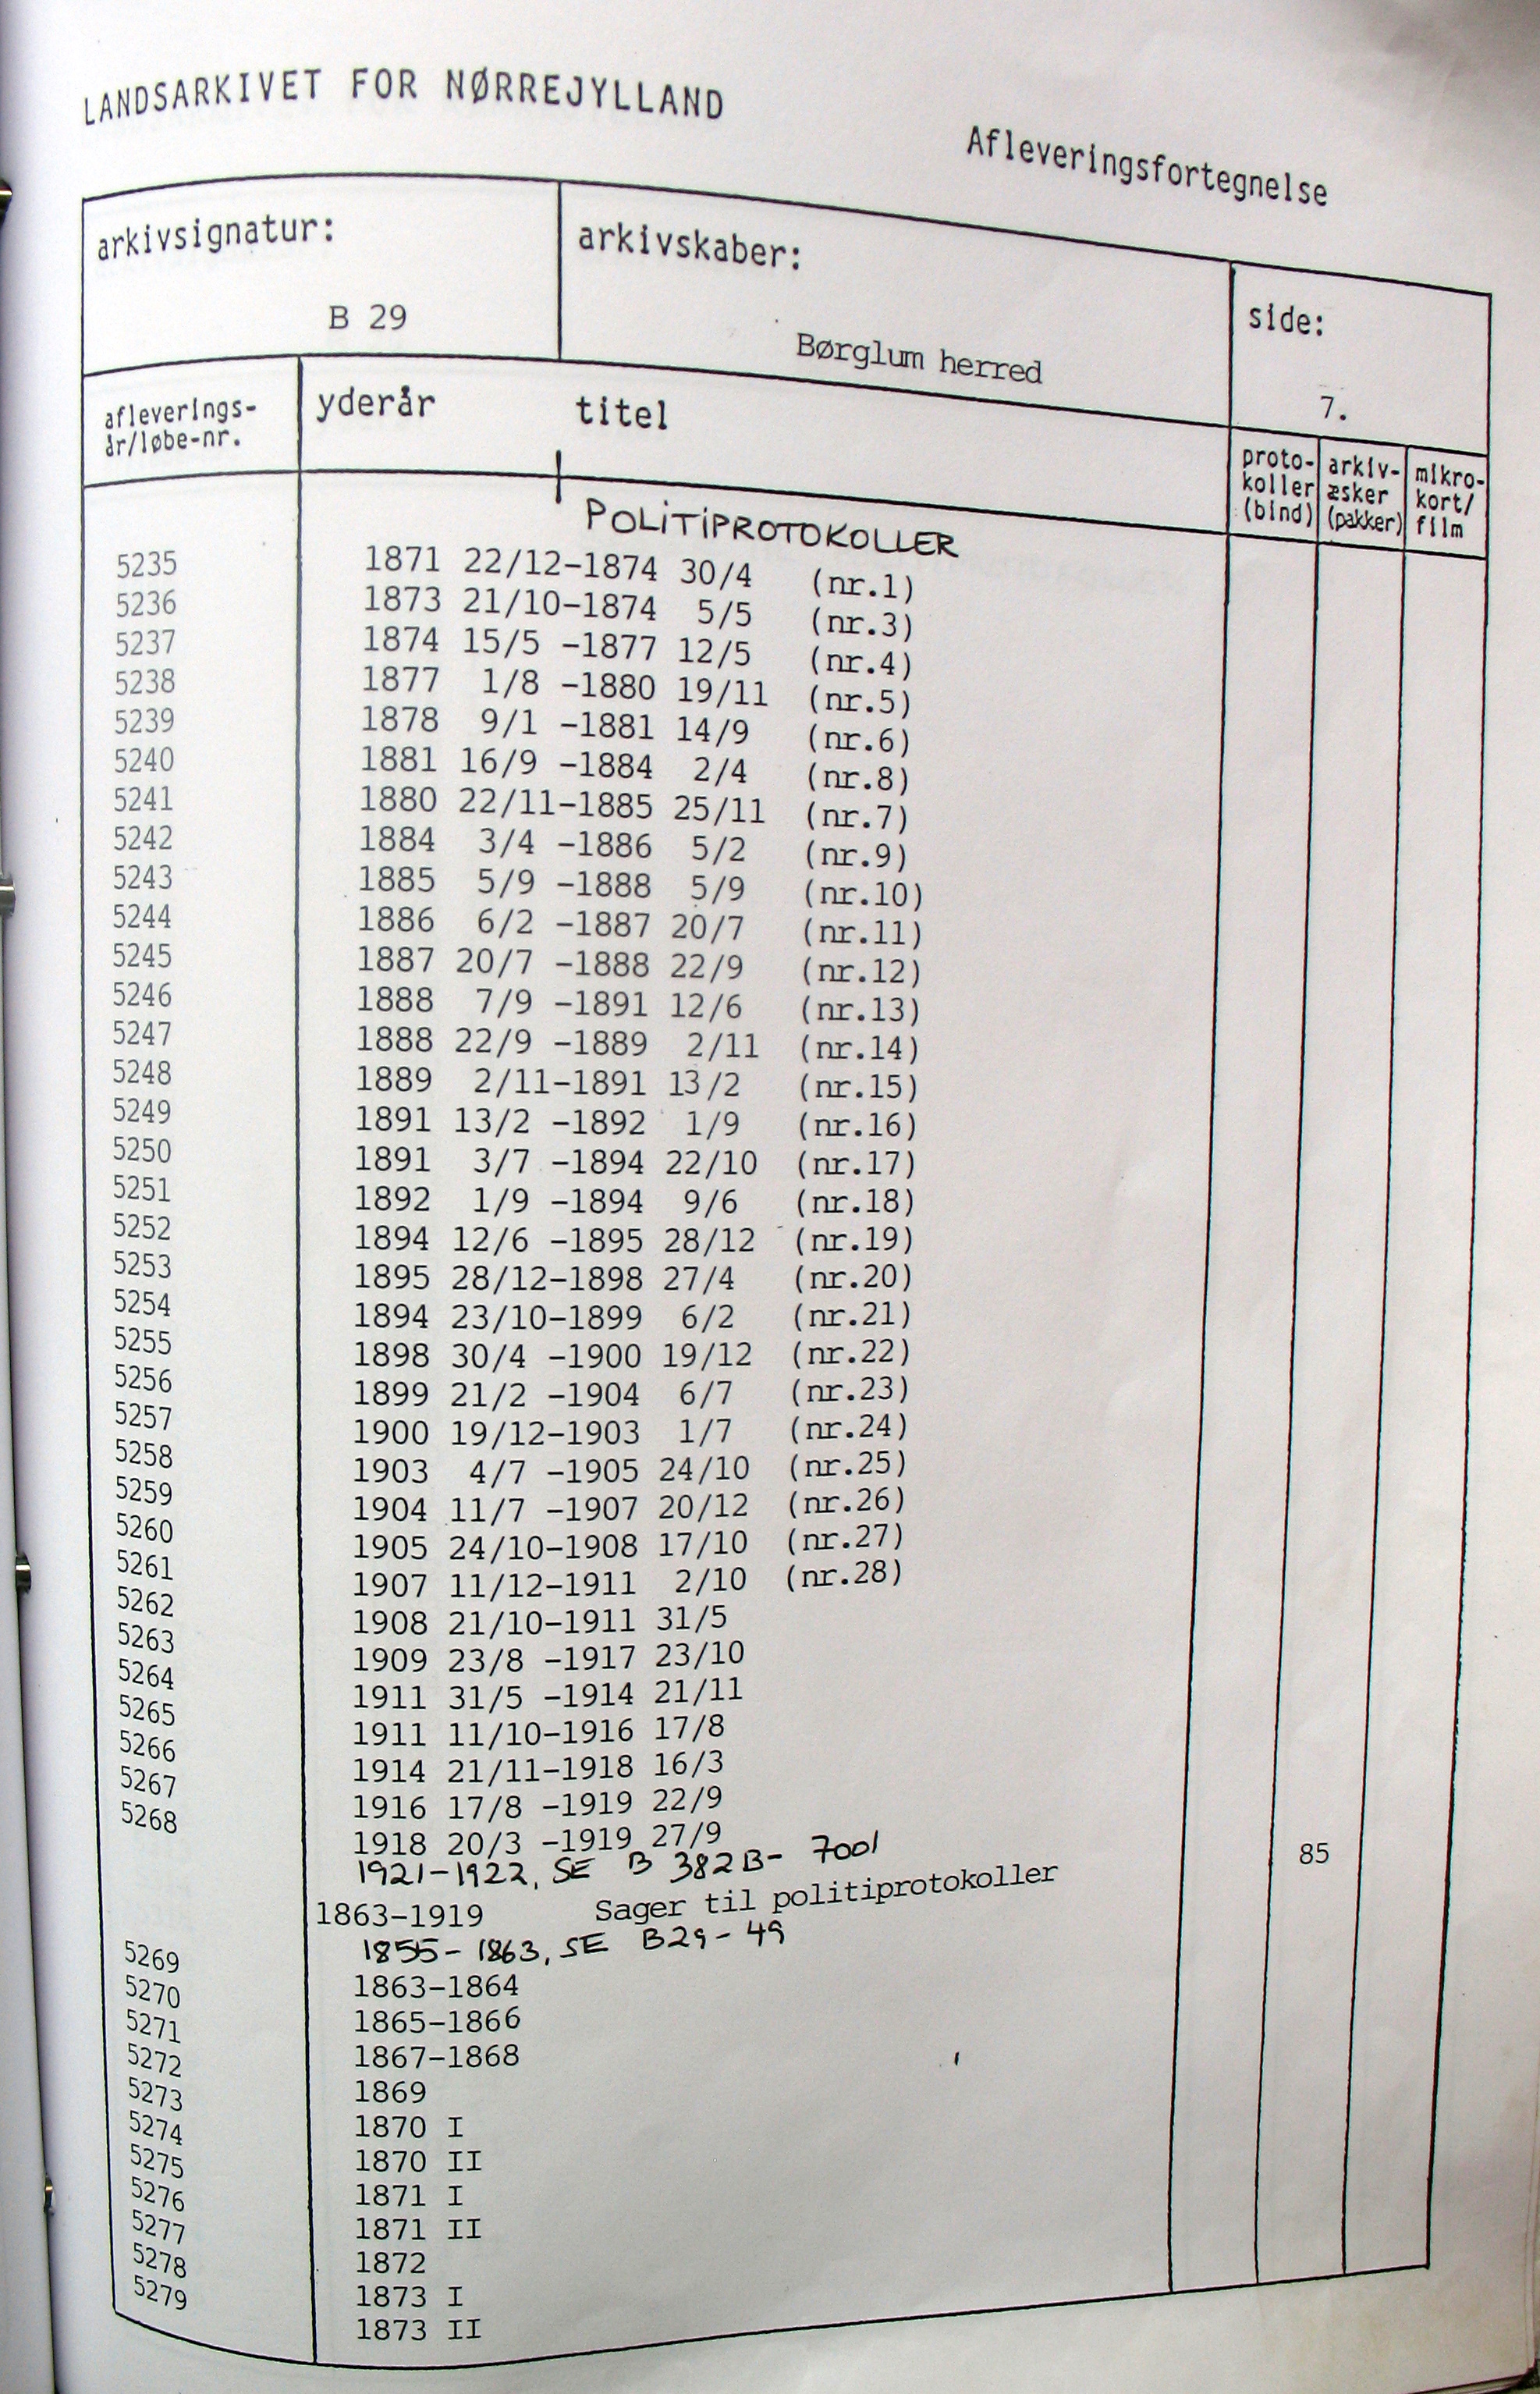 LANDSARKIVET FOR NØRREJYLLAND
Afleveringsfortegnelse
arkivsignatur:
B 29
arkivskaber:
Børglum herred
side:
7.
afleverings-
år/løbe-nr.
yderår titel
proto-
koller
(bind)
arkiv-
æsker
(pakker)
mikro-
kort/
film
POLITIPROTOKOLLER
5235 1871 22/12-1874 30/4 (nr.1)
5236 1873 21/10-1874 5/5 (nr.3)
5237 1874 15/5 -1877 12/5 (nr.4)
5238 1877 1/8 -1880 19/11 (nr.5)
5239 1878 9/1 -1881 14/9 (nr.6)
5240 1881 16/9 -1884 2/4 (nr.8)
5241 1880 22/11-1885 25/11 (nr.7)
5242 1884 3/4 -1886 5/2 (nr.9)
5243 1885 5/9 -1888 5/9 (nr.10)
5244 1886 6/2 -1887 20/7 (nr.11)
5245 1887 20/7 -1888 22/9 (nr.12)
5246 1888 7/9 -1891 12/6 (nr.13)
5247 1888 22/9 -1889 2/11 (nr.14)
5248 1889 2/11-1891 13/2 (nr.15)
5249 1891 13/2 -1892 1/9 (nr.16)
5250 1891 3/7 -1894 22/10 (nr.17)
5251 1892 1/9 -1894 9/6 (nr.18)
5252 1894 12/6 -1895 28/12 (nr.19)
5253 1895 28/12-1898 27/4 (nr.20)
5254 1894 23/10-1899 6/2 (nr.21)
5255 1898 30/4 -1900 19/12 (nr.22)
5256 1899 21/2 -1904 6/7 (nr.23)
5257 1900 19/12-1903 1/7 (nr.24)
5258 1903 4/7 -1905 24/10 (nr.25)
5259 1904 11/7 -1907 20/12 (nr.26)
5260 1905 24/10-1908 17/10 (nr.27)
5261 1907 11/12-1911 2/10 (nr.28)
5262 1908 21/10-1911 31/5
5263 1909 23/8 -1917 23/10
5264 1911 31/5 -1914 21/11
5265 1911 11/10-1916 17/8
5266 1914 21/11-1918 16/3
5267 1916 17/8 -1919 22/9
5268 1918 20/3 -1919 27/9
1921-1922, SE B 382B- 7001
85
1863-1919 Sager til politiprotokoller
1855-1863, SE B29-49
5269 1863-1864
5270 1865-1866
5271 1867-1868
5272 1869
5273 1870 I
5274 1870 II
5275 1871 I
5276 1871 II
5277 1872
5278 1873 I
5279 1873 II